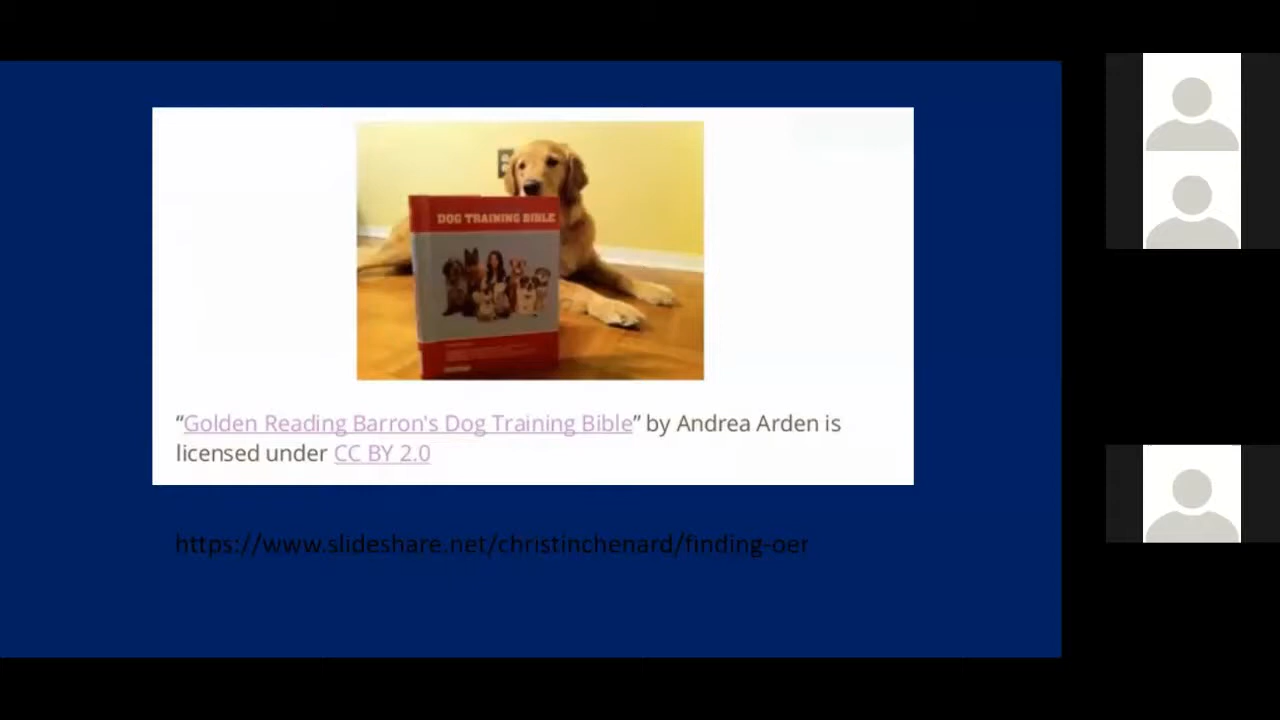 DOG TRAINING BIBLE
“Golden Reading Barron's Dog Training Bible” by Andrea Arden is
licensed under CC BY 2.0
https://www.slideshare.net/christinchenard/finding-oer